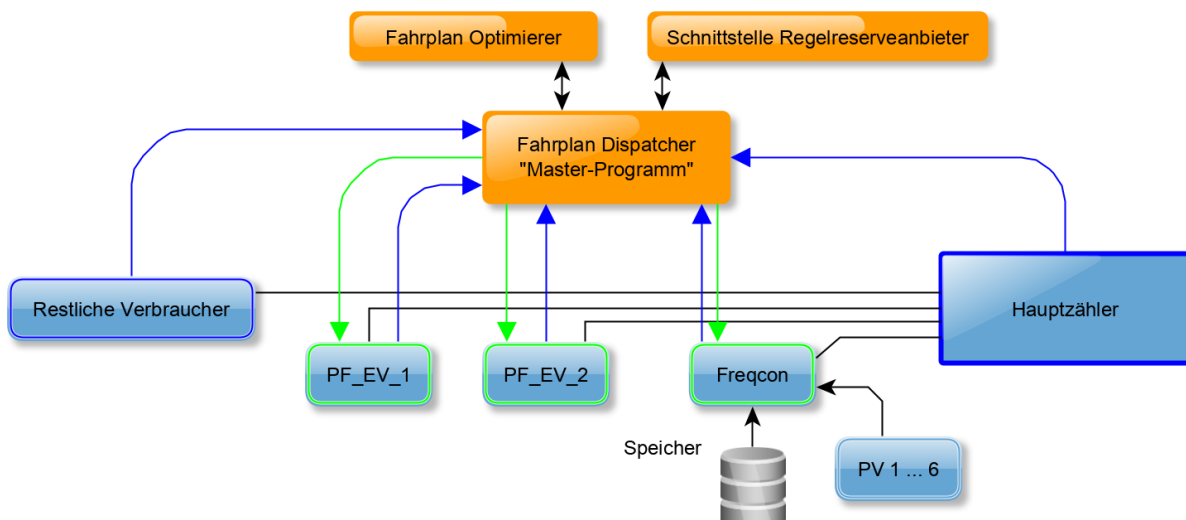 Fahrplan Optimierer
Schnittstelle Regelreserveanbieter
Fahrplan Dispatcher
"Master-Programm"
Restliche Verbraucher
Hauptzähler
PF_EV_1
PF_EV_2
Freqcon
Speicher
PV 1 ... 6